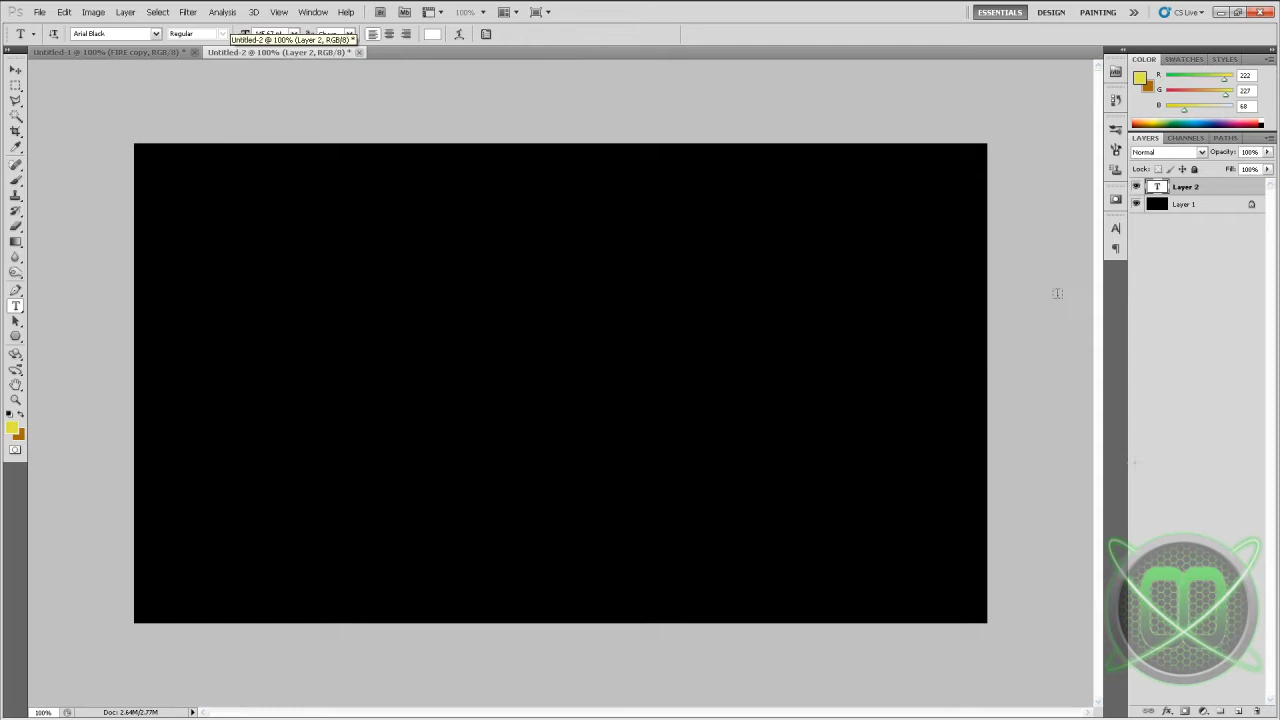 Ps File Edit Image Layer Select Filter Analysis 3D View Window Help Br Mb 100% ESSENTIALS DESIGN PAINTING CS Live
T Arial Black Regular
Untitled-2 @ 100% (Layer 2, RGB/8) *
Untitled-1 @ 100% (FIRE copy, RGB/8) * Untitled-2 @ 100% (Layer 2, RGB/8) *
COLOR SWATCHES STYLES
R 222
G 227
B 68
LAYERS CHANNELS PATHS
Normal Opacity: 100%
Lock: Fill: 100%
T Layer 2
Layer 1
100% Doc: 2.64M/2.77M